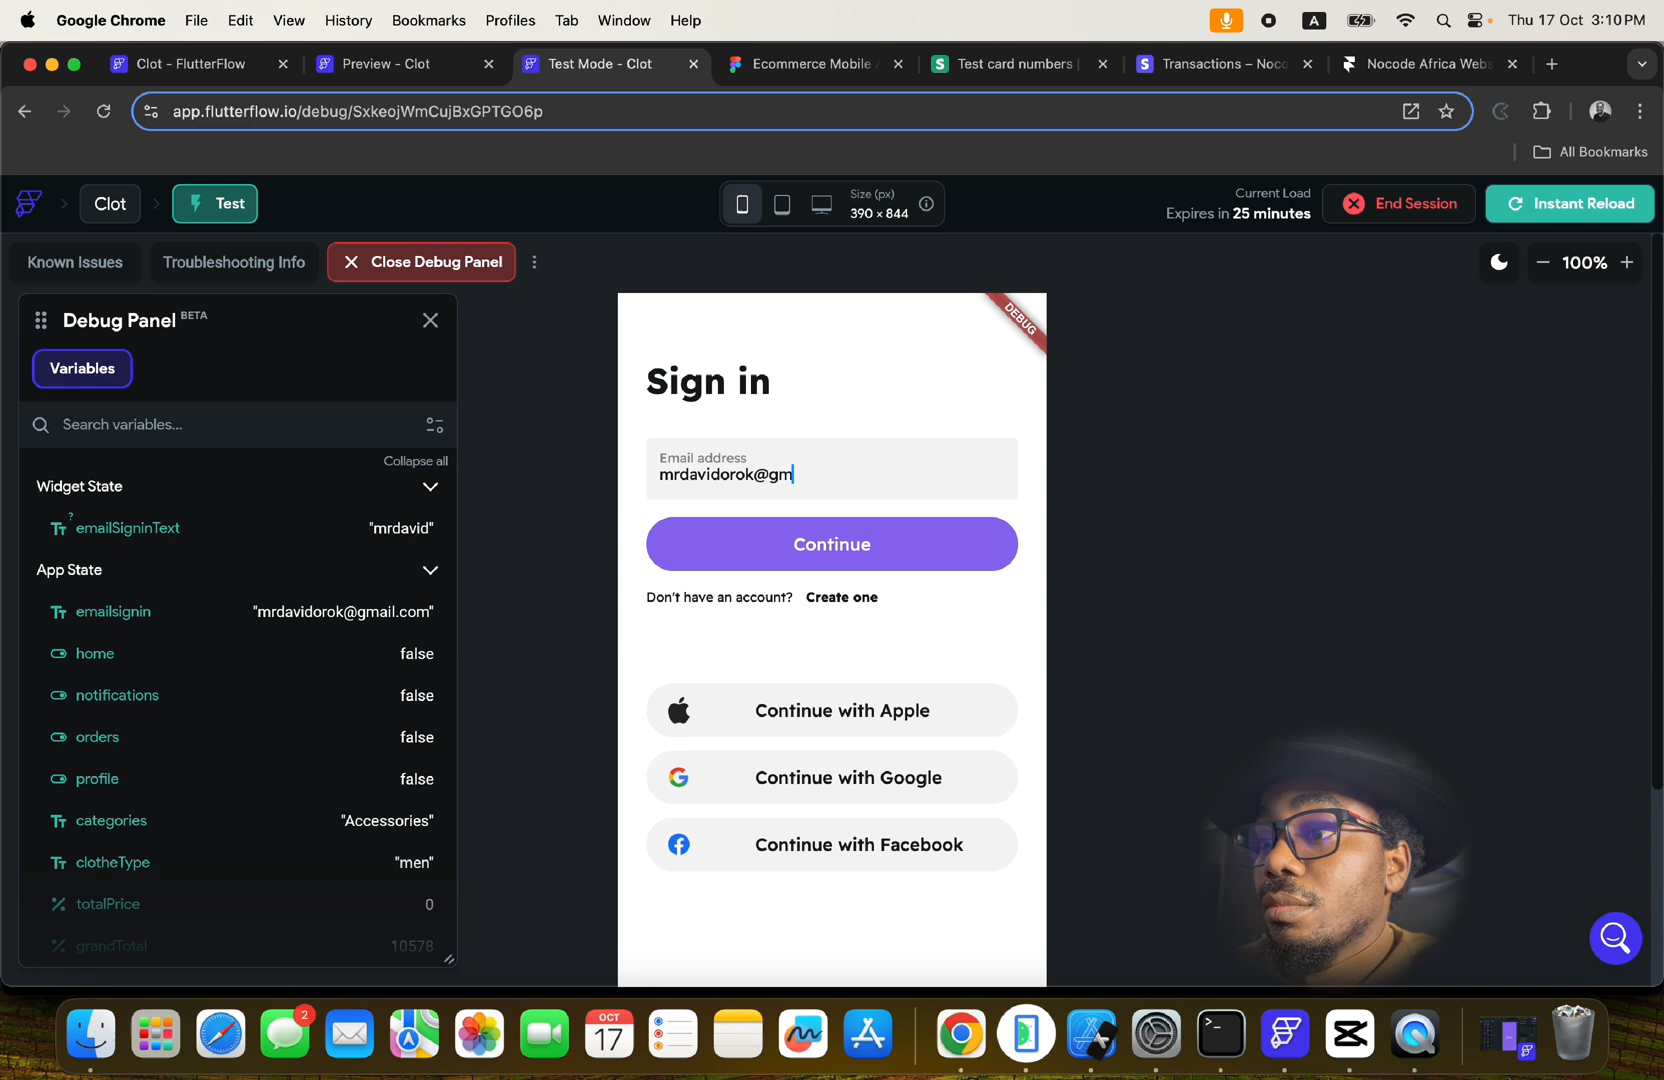 Google Chrome File Edit View History Bookmarks Profiles Tab Window Help A Thu 17 Oct 3:10 PM
Clot - FlutterFlow Preview - Clot Test Mode - Clot Ecommerce Mobile Test card numbers Transactions – Noco Nocode Africa Webs
app.flutterflow.io/debug/SxkeojWmCujBxGPTGO6p
All Bookmarks
Clot Test Size (px) 390 × 844 Current Load Expires in 25 minutes End Session Instant Reload
Known Issues Troubleshooting Info Close Debug Panel 100%
Debug Panel BETA
Variables
Search variables...
Collapse all
Widget State
emailSigninText "mrdavid"
App State
emailsignin "mrdavidorok@gmail.com"
home false
notifications false
orders false
profile false
categories "Accessories"
clotheType "men"
totalPrice 0
grandTotal 10578
DEBUG
Sign in
Email address
mrdavidorok@gm
Continue
Don't have an account? Create one
Continue with Apple
Continue with Google
Continue with Facebook
2
OCT
17